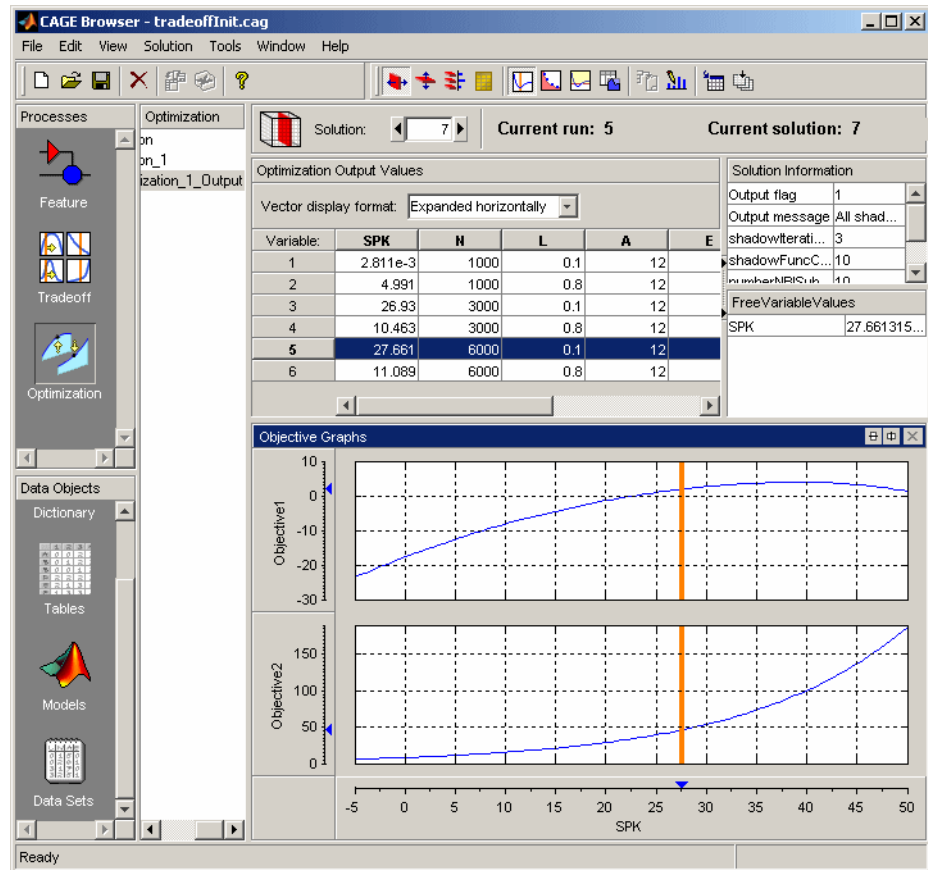 CAGE Browser - tradeoffInit.cag
File Edit View Solution Tools Window Help
Processes
Feature
Tradeoff
Optimization
Data Objects
Dictionary
Tables
Models
Data Sets
Optimization
on
on_1
ization_1_Output
Solution: 7 Current run: 5 Current solution: 7
Optimization Output Values
Vector display format: Expanded horizontally
Variable: SPK N L A E
1 2.811e-3 1000 0.1 12
2 4.991 1000 0.8 12
3 26.93 3000 0.1 12
4 10.463 3000 0.8 12
5 27.661 6000 0.1 12
6 11.089 6000 0.8 12
Solution Information
Output flag 1
Output message All shad...
shadowIterati... 3
shadowFuncC... 10
numberNBISub 10
FreeVariableValues
SPK 27.661315...
Objective Graphs
Objective1
10
0
-10
-20
-30
Objective2
150
100
50
0
-5 0 5 10 15 20 25 30 35 40 45 50
SPK
Ready